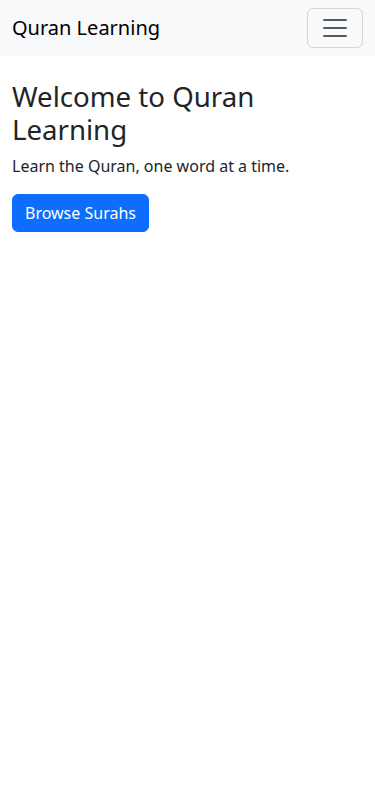 Quran Learning
Welcome to Quran
Learning
Learn the Quran, one word at a time.
Browse Surahs